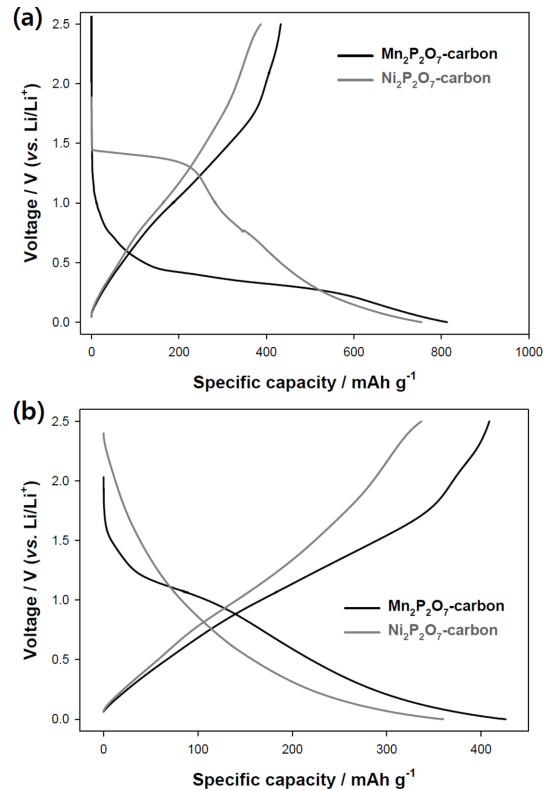 (a)
2.5
2.0
1.5
1.0
0.5
0.0
Voltage / V (vs. Li/Li⁺)
Mn₂P₂O₇-carbon
Ni₂P₂O₇-carbon
0 200 400 600 800 1000
Specific capacity / mAh g⁻¹
(b)
2.5
2.0
1.5
1.0
0.5
0.0
Voltage / V (vs. Li/Li⁺)
Mn₂P₂O₇-carbon
Ni₂P₂O₇-carbon
0 100 200 300 400
Specific capacity / mAh g⁻¹